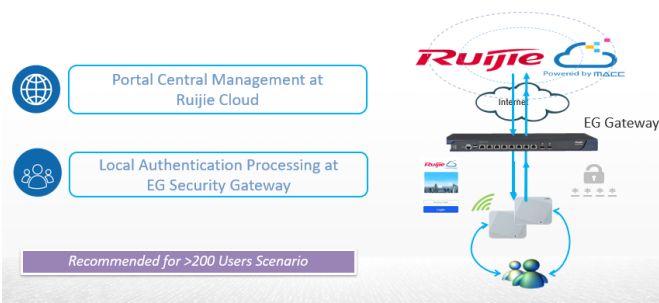 Portal Central Management at
Ruijie Cloud
Local Authentication Processing at
EG Security Gateway
Recommended for >200 Users Scenario
Ruijie
Powered by MACC
Internet
EG Gateway
Ruijie
* * * *